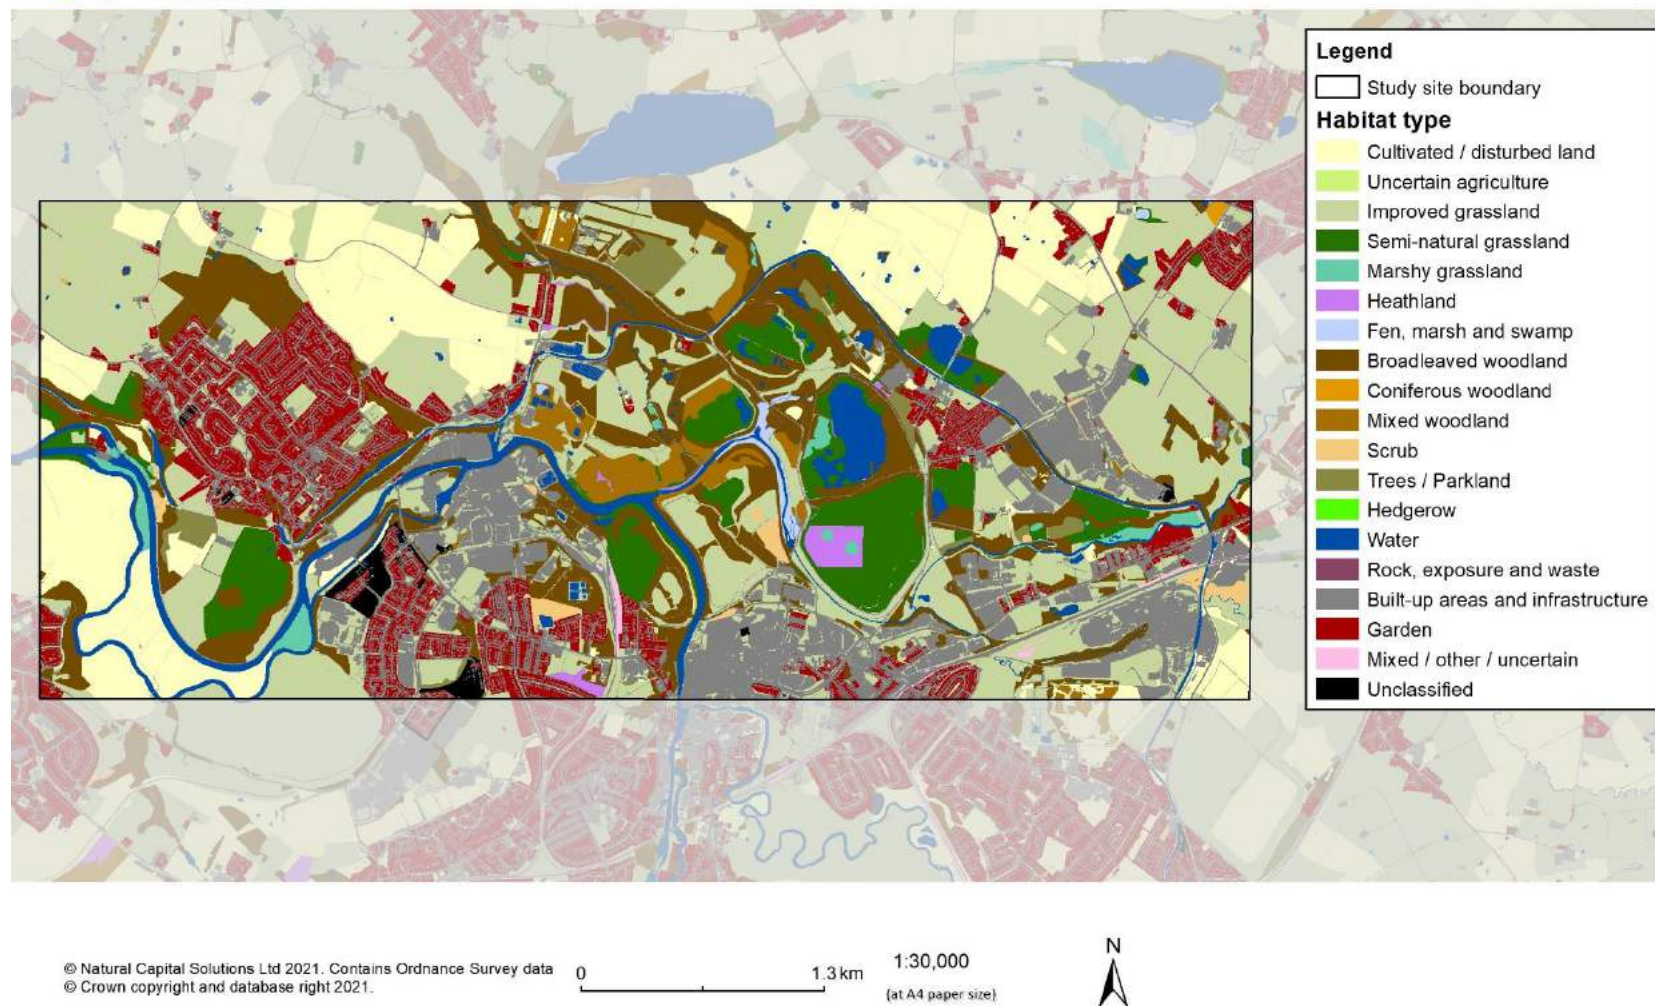 Legend
Study site boundary
Habitat type
Cultivated / disturbed land
Uncertain agriculture
Improved grassland
Semi-natural grassland
Marshy grassland
Heathland
Fen, marsh and swamp
Broadleaved woodland
Coniferous woodland
Mixed woodland
Scrub
Trees / Parkland
Hedgerow
Water
Rock, exposure and waste
Built-up areas and infrastructure
Garden
Mixed / other / uncertain
Unclassified
© Natural Capital Solutions Ltd 2021. Contains Ordnance Survey data
© Crown copyright and database right 2021.
0 1.3 km
1:30,000
(at A4 paper size)
N